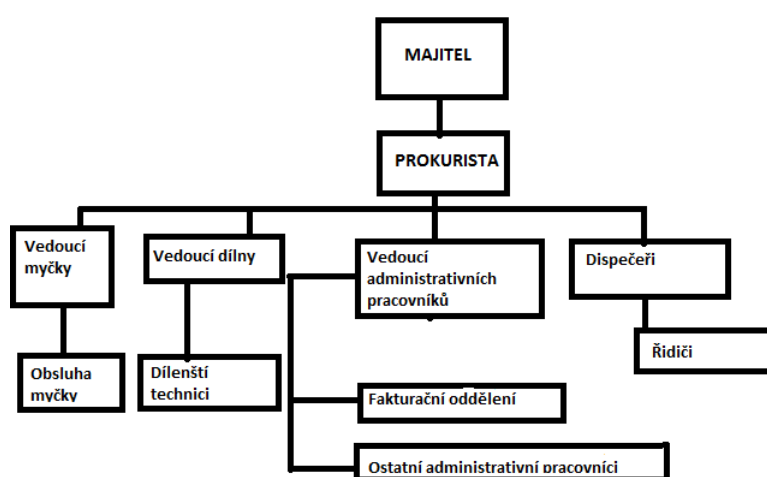 MAJITEL
PROKURISTA
Vedoucí
myčky
Vedoucí dílny
Vedoucí
administrativních
pracovníků
Dispečeři
Obsluha
myčky
Dílenští
technici
Řidiči
Fakturační oddělení
Ostatní administrativní pracovníci